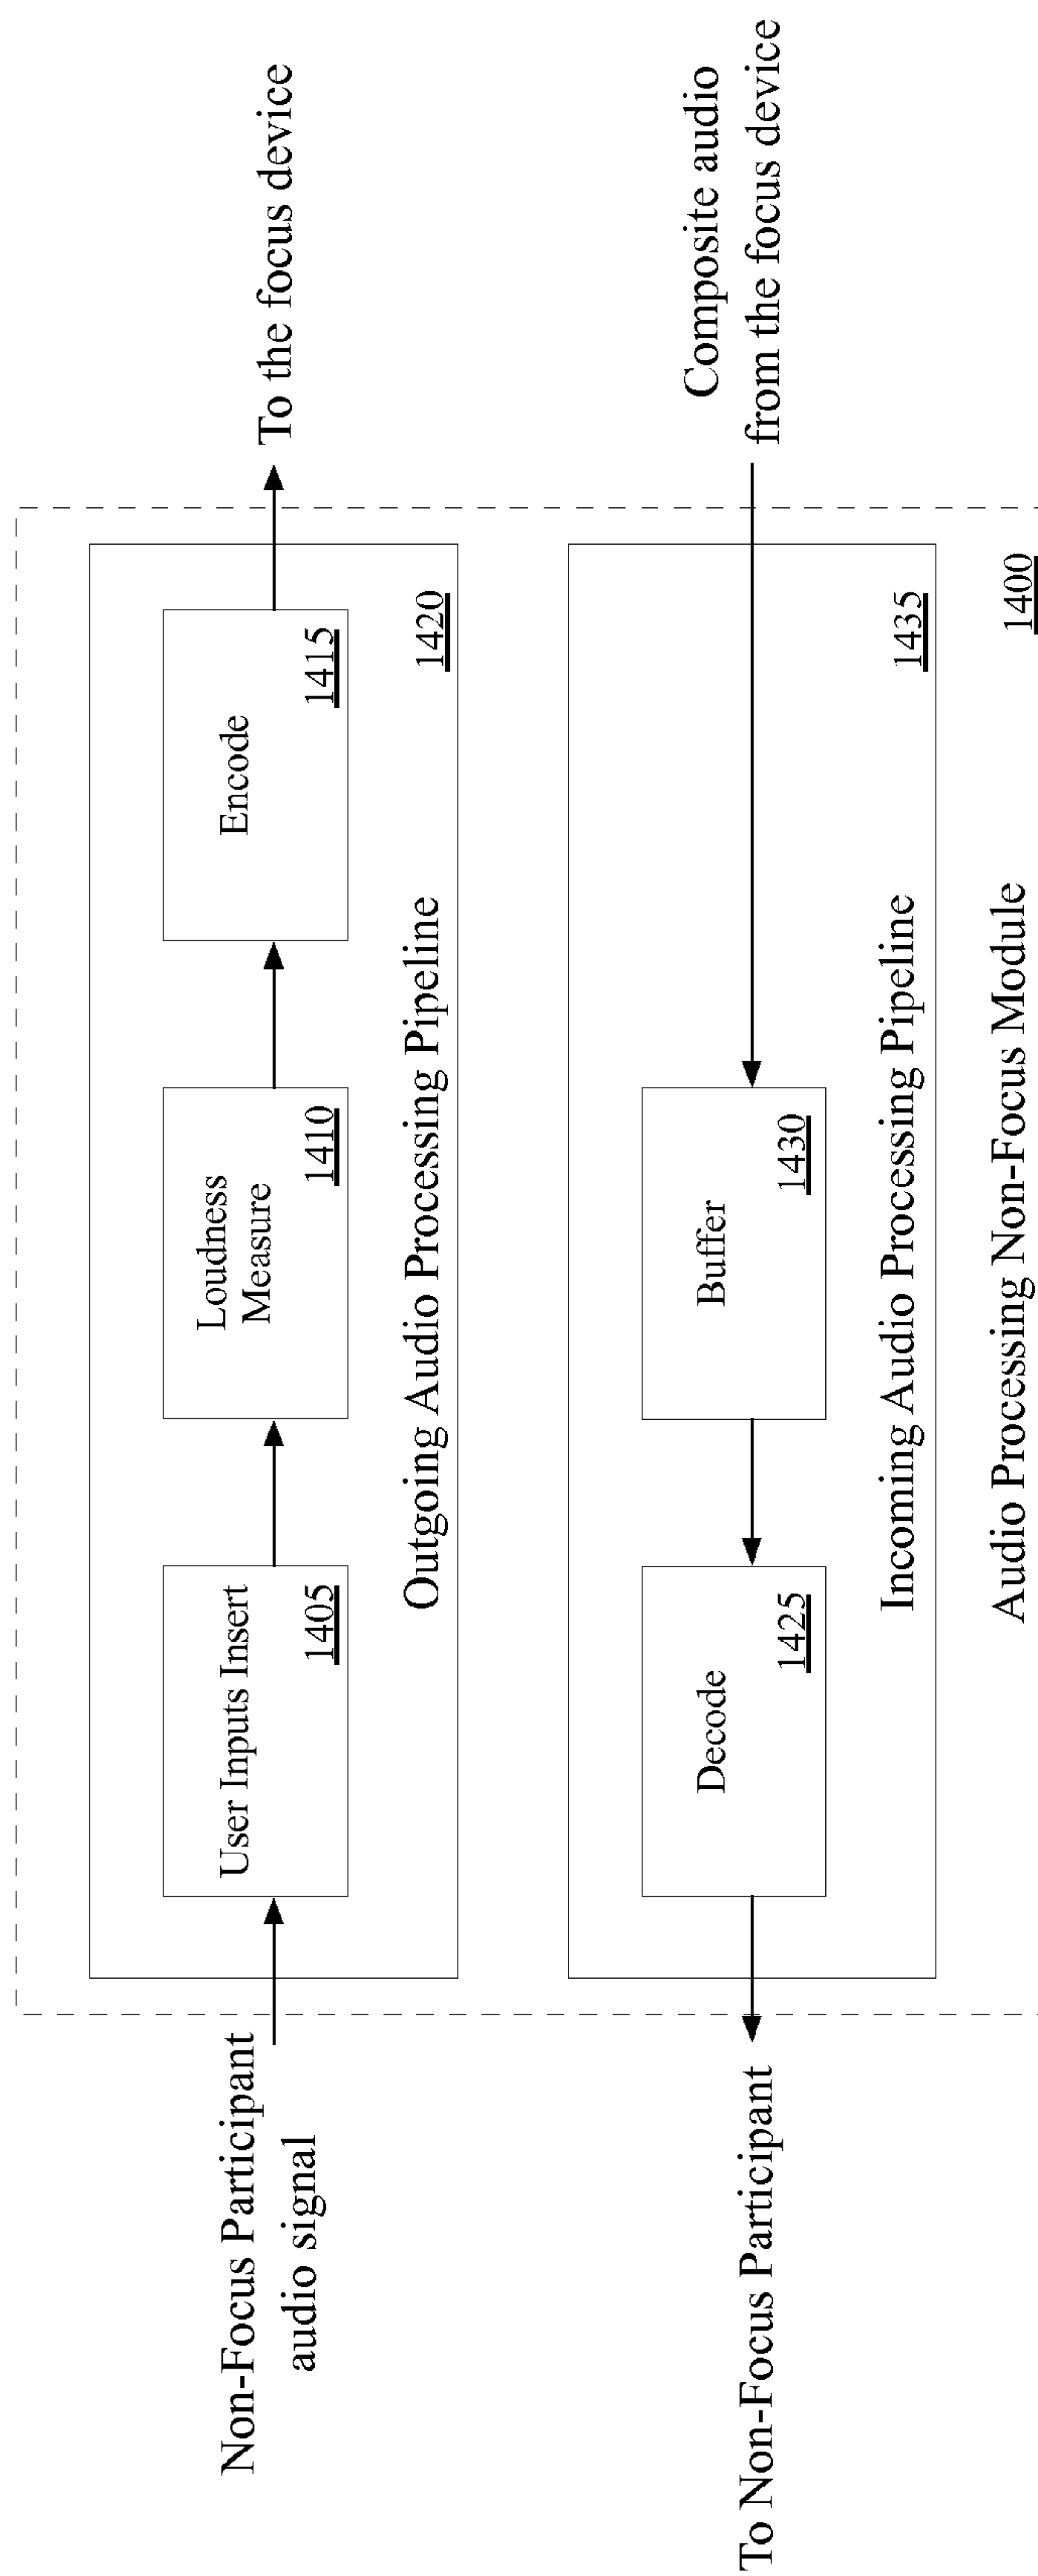 Non-Focus Participant
audio signal
User Inputs Insert
1405
Loudness
Measure
1410
Encode
1415
To the focus device
Outgoing Audio Processing Pipeline
1420
To Non-Focus Participant
Decode
1425
Buffer
1430
Composite audio
from the focus device
Incoming Audio Processing Pipeline
1435
Audio Processing Non-Focus Module
1400